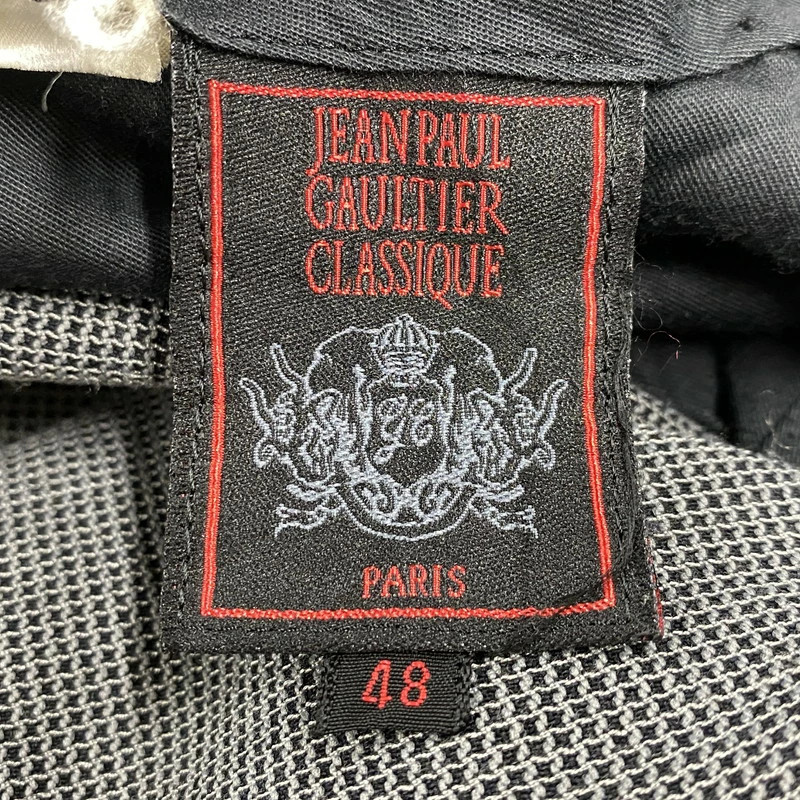 JEAN PAUL
GAULTIER
CLASSIQUE
PARIS
48